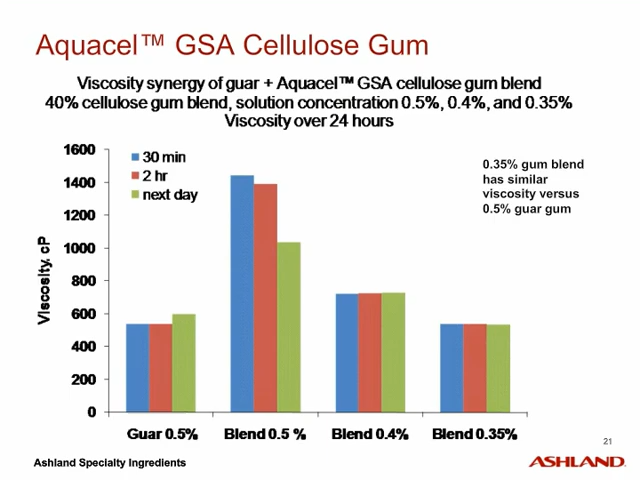 Aquacel™ GSA Cellulose Gum
Viscosity synergy of guar + Aquacel™ GSA cellulose gum blend
40% cellulose gum blend, solution concentration 0.5%, 0.4%, and 0.35%
Viscosity over 24 hours
Viscosity, cP
1600
1400
1200
1000
800
600
400
200
0
30 min
2 hr
next day
0.35% gum blend
has similar
viscosity versus
0.5% guar gum
Guar 0.5%
Blend 0.5 %
Blend 0.4%
Blend 0.35%
21
Ashland Specialty Ingredients
ASHLAND